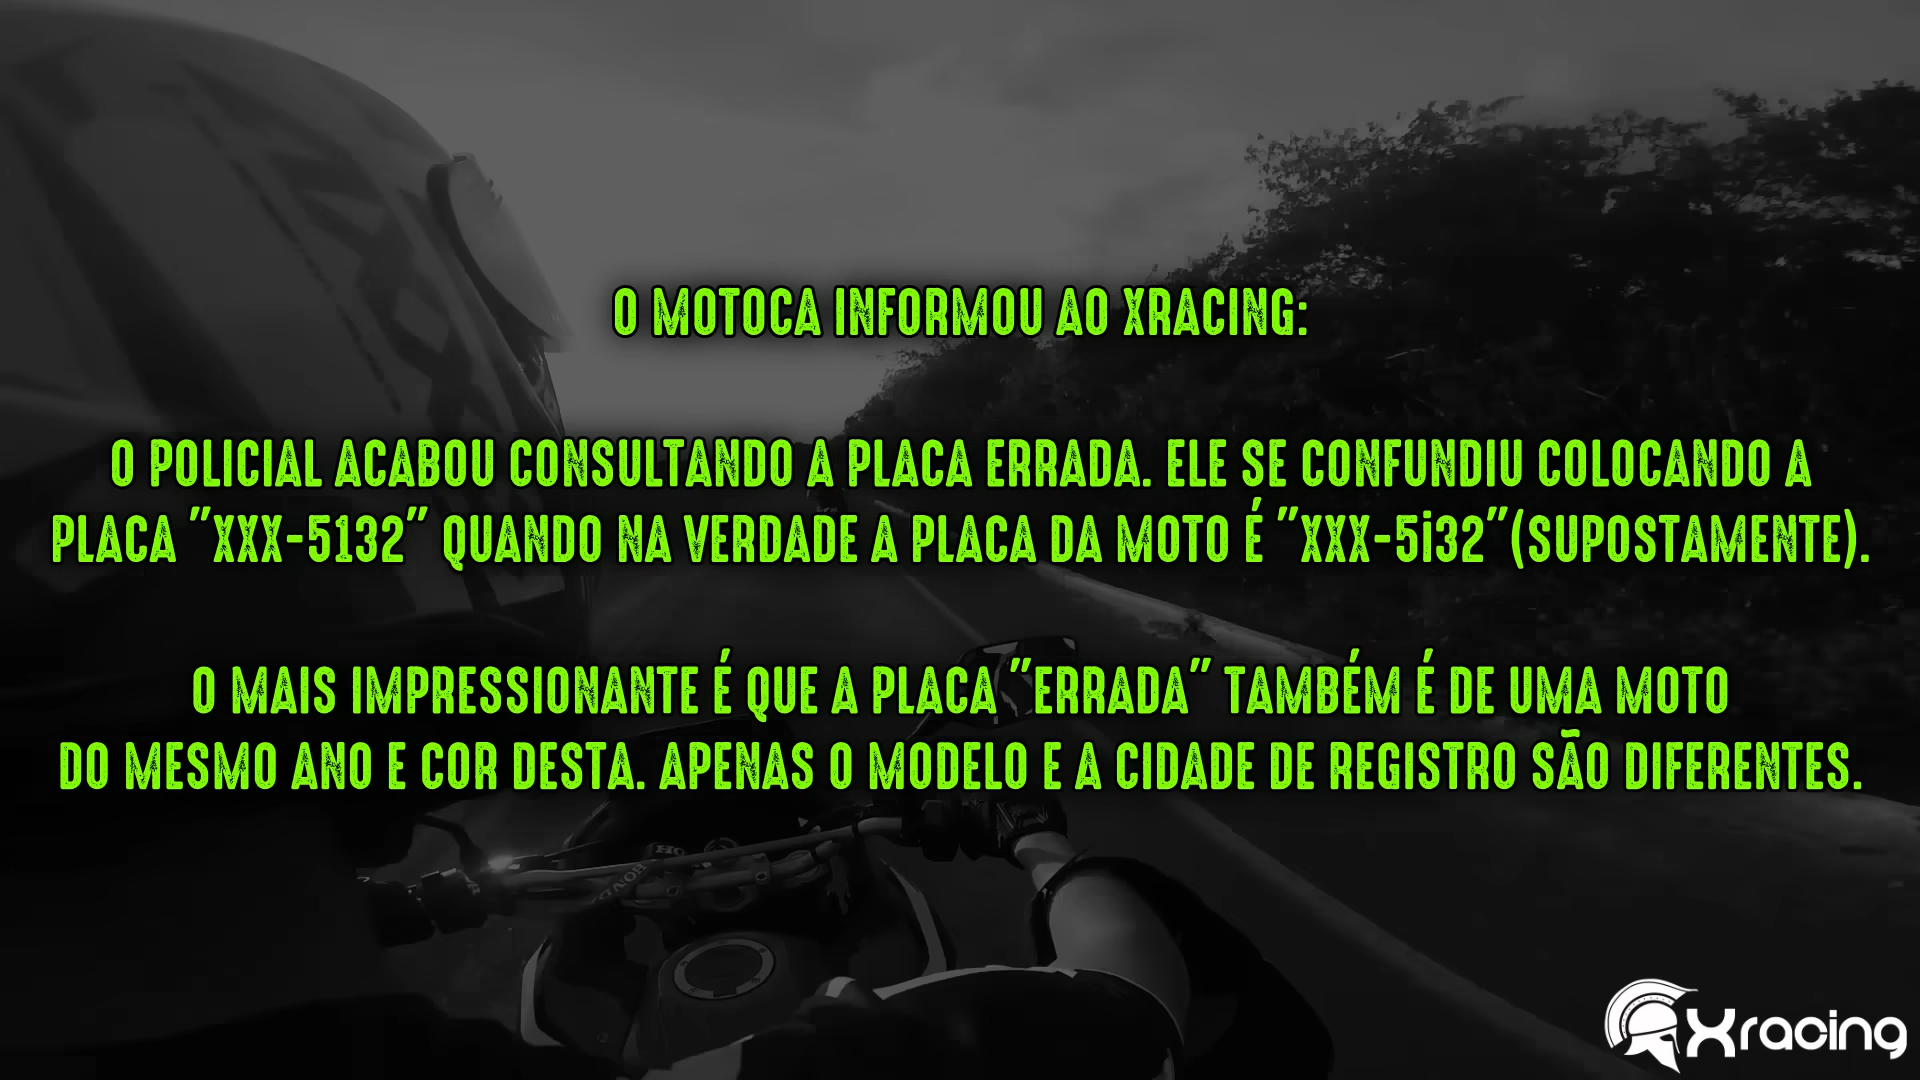 O MOTOCA INFORMOU AO XRACING:
O POLICIAL ACABOU CONSULTANDO A PLACA ERRADA. ELE SE CONFUNDIU COLOCANDO A
PLACA "XXX-5132" QUANDO NA VERDADE A PLACA DA MOTO É "XXX-5i32"(SUPOSTAMENTE).
O MAIS IMPRESSIONANTE É QUE A PLACA "ERRADA" TAMBÉM É DE UMA MOTO
DO MESMO ANO E COR DESTA. APENAS O MODELO E A CIDADE DE REGISTRO SÃO DIFERENTES.
HONDA
Xracing